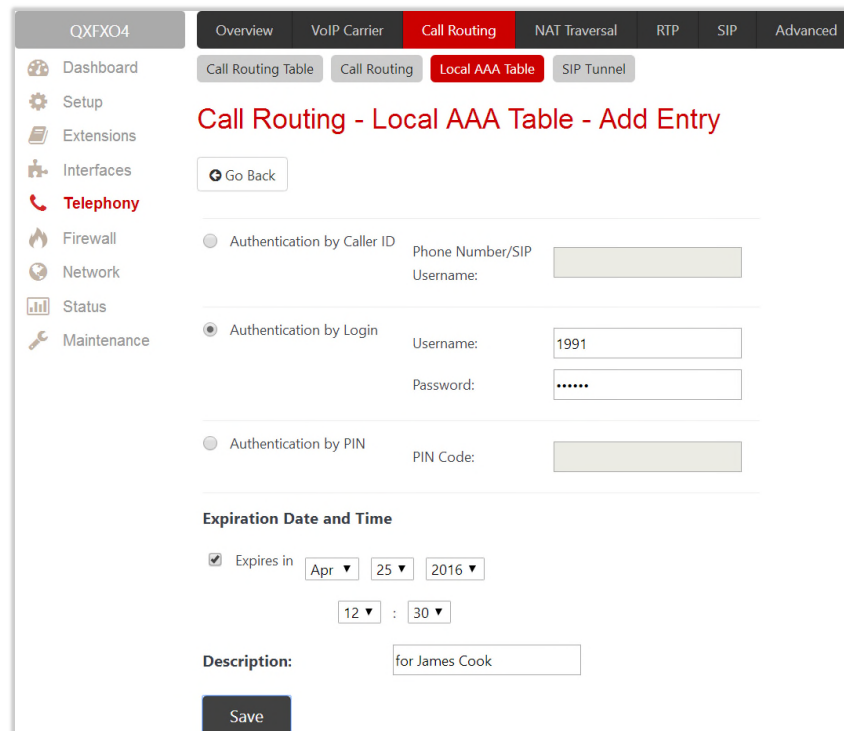 QXFXO4
Overview VoIP Carrier Call Routing NAT Traversal RTP SIP Advanced
Dashboard
Setup
Extensions
Interfaces
Telephony
Firewall
Network
Status
Maintenance
Call Routing Table Call Routing Local AAA Table SIP Tunnel
Call Routing - Local AAA Table - Add Entry
Go Back
Authentication by Caller ID
Phone Number/SIP
Username:
Authentication by Login
Username: 1991
Password: ••••••
Authentication by PIN
PIN Code:
Expiration Date and Time
Expires in Apr 25 2016
12 : 30
Description: for James Cook
Save